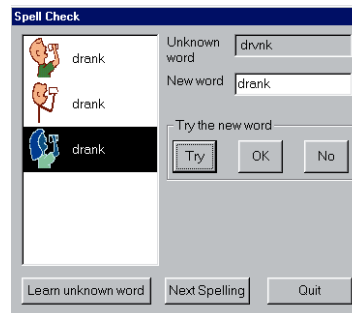 Spell Check
drank
drank
drank
Unknown word
drvnk
New word
drank
Try the new word
Try
OK
No
Learn unknown word
Next Spelling
Quit